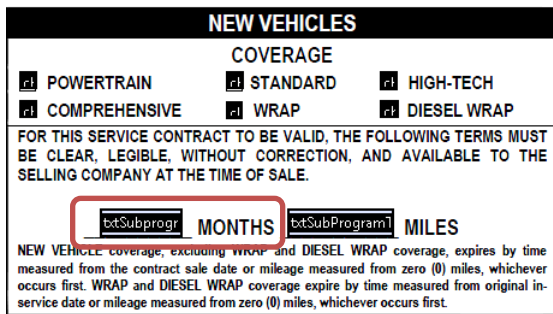 NEW VEHICLES
COVERAGE
POWERTRAIN STANDARD HIGH-TECH
COMPREHENSIVE WRAP DIESEL WRAP
FOR THIS SERVICE CONTRACT TO BE VALID, THE FOLLOWING TERMS MUST
BE CLEAR, LEGIBLE, WITHOUT CORRECTION, AND AVAILABLE TO THE
SELLING COMPANY AT THE TIME OF SALE.
txtSubprogr MONTHS txtSubProgramT MILES
NEW VEHICLE coverage, excluding WRAP and DIESEL WRAP coverage, expires by time
measured from the contract sale date or mileage measured from zero (0) miles, whichever
occurs first. WRAP and DIESEL WRAP coverage expire by time measured from original in-
service date or mileage measured from zero (0) miles, whichever occurs first.